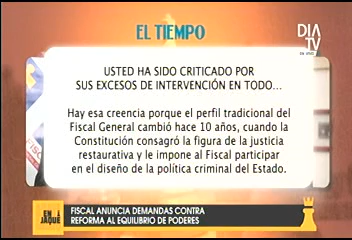 EL TIEMPO
DIA
TV
EN VIVO
USTED HA SIDO CRITICADO POR
SUS EXCESOS DE INTERVENCIÓN EN TODO...
Hay esa creencia porque el perfil tradicional del
Fiscal General cambió hace 10 años, cuando la
Constitución consagró la figura de la justicia
restaurativa y le impone al Fiscal participar
en el diseño de la política criminal del Estado.
EN
JAQUE
FISCAL ANUNCIA DEMANDAS CONTRA
REFORMA AL EQUILIBRIO DE PODERES